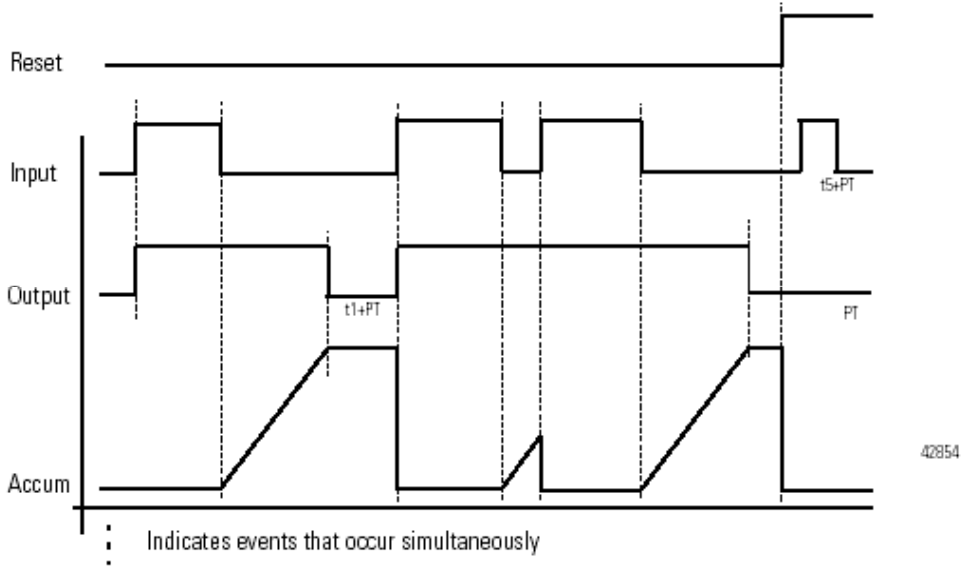 Reset
Input
t5+PT
Output
t1+PT
PT
42854
Accum
Indicates events that occur simultaneously